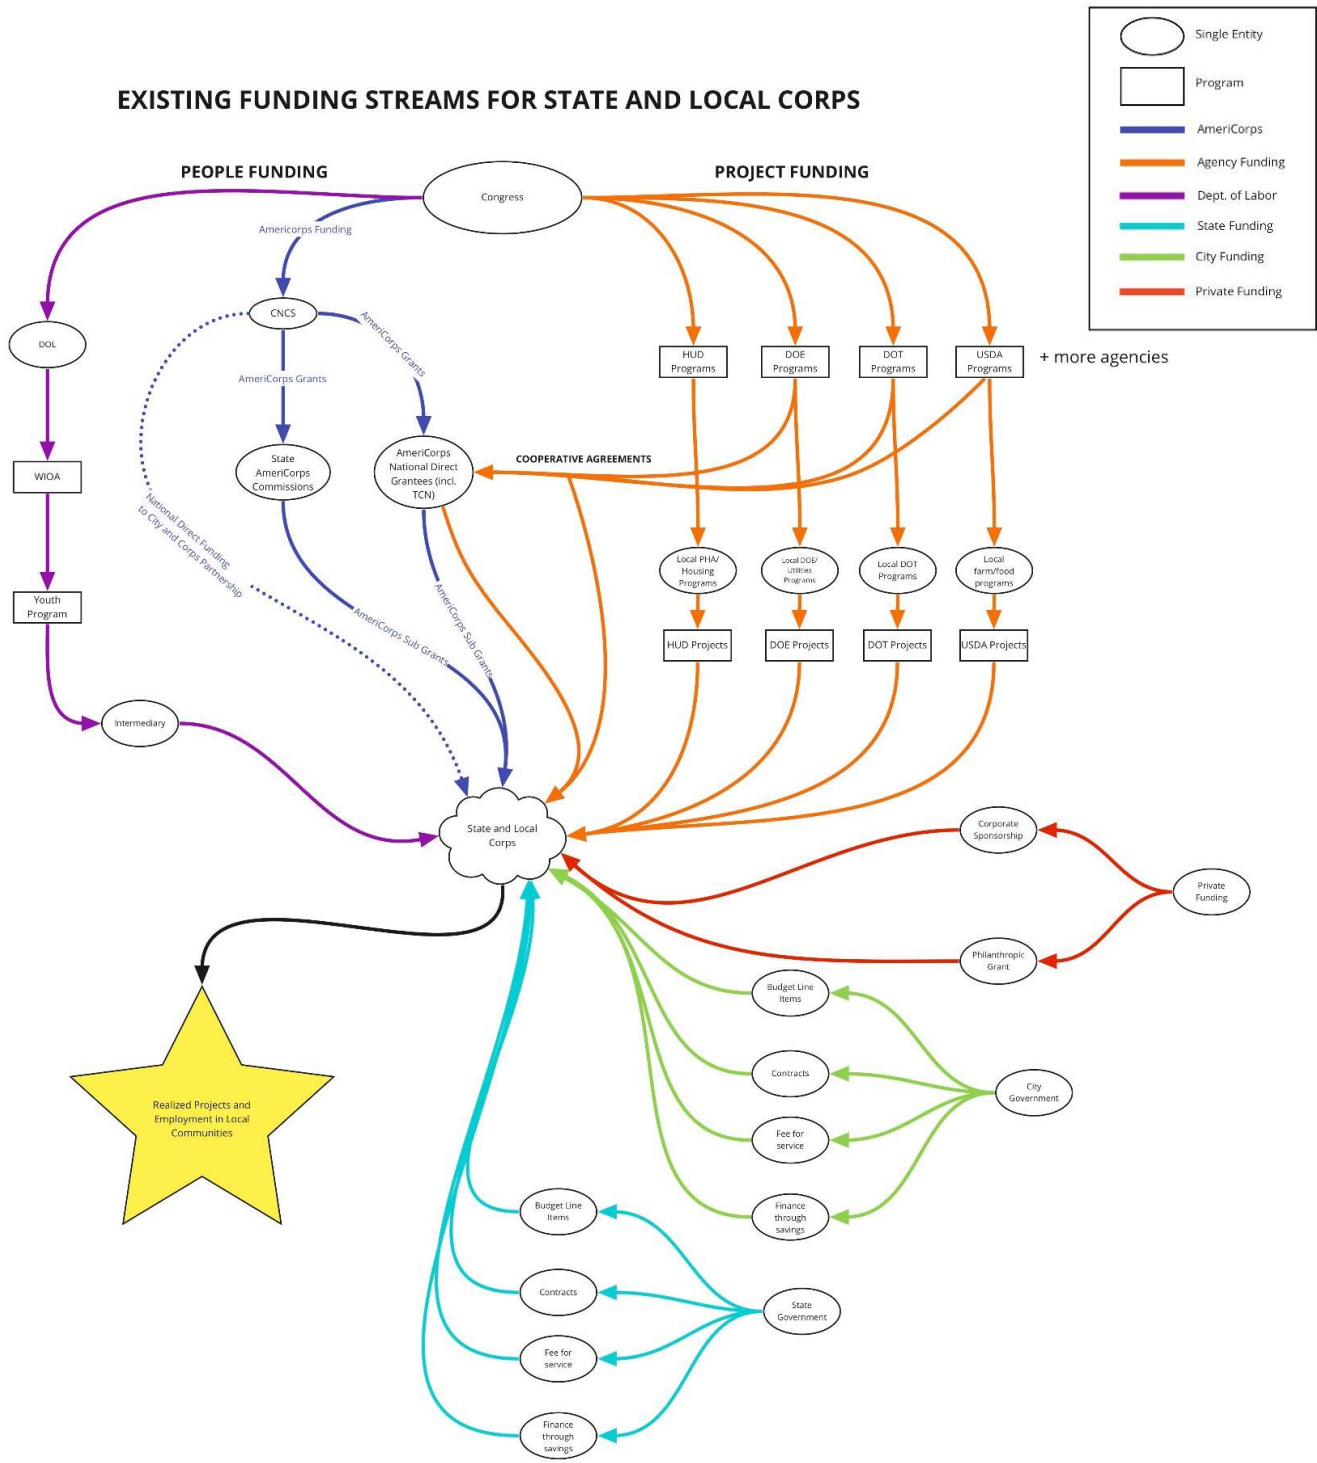 Single Entity
Program
AmeriCorps
Agency Funding
Dept. of Labor
State Funding
City Funding
Private Funding
EXISTING FUNDING STREAMS FOR STATE AND LOCAL CORPS
PEOPLE FUNDING
PROJECT FUNDING
Congress
Americorps Funding
CNCS
DOL
AmeriCorps Grants
AmeriCorps Grants
HUD
Programs
DOE
Programs
DOT
Programs
USDA
Programs
+ more agencies
WIOA
State
AmeriCorps
Commissions
AmeriCorps
National Direct
Grantees (incl.
TCN)
COOPERATIVE AGREEMENTS
National Direct Funding
to City and Corps Partnership
Youth
Program
AmeriCorps Sub Grants
AmeriCorps Sub Grants
Local PHA/
Housing
Programs
Local DOE/
Utilities
Programs
Local DOT
Programs
Local
farm/food
programs
HUD Projects
DOE Projects
DOT Projects
USDA Projects
Intermediary
State and Local
Corps
Corporate
Sponsorship
Private
Funding
Philanthropic
Grant
Budget Line
Items
Contracts
City
Government
Fee for
service
Finance
through
savings
Realized Projects and
Employment in Local
Communities
Budget Line
Items
Contracts
State
Government
Fee for
service
Finance
through
savings